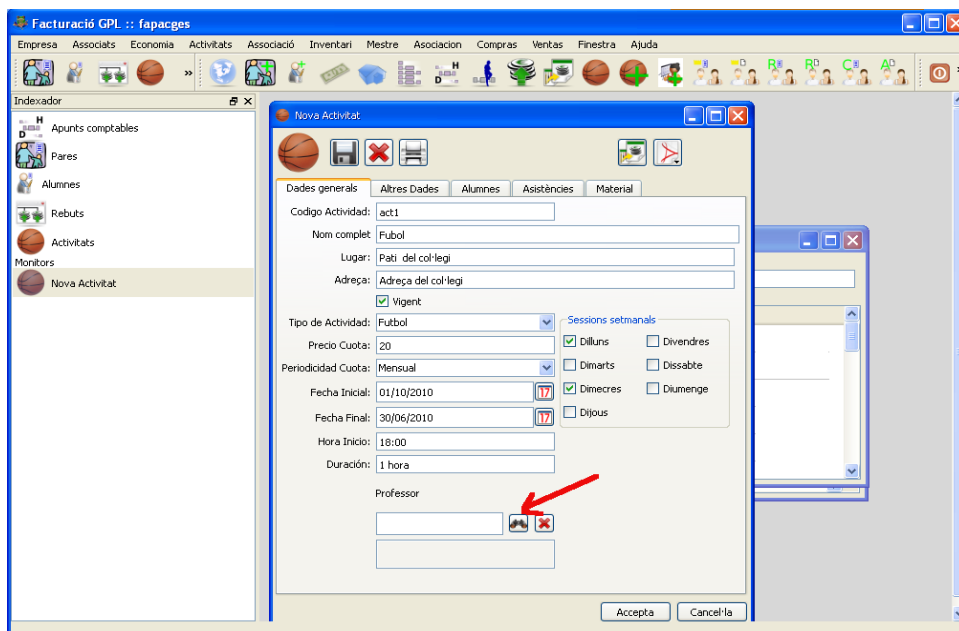 Facturació GPL :: fapacges
Empresa Associats Economia Activitats Associació Inventari Mestre Asociacion Compras Ventas Finestra Ajuda
Indexador
Apunts comptables
Pares
Alumnes
Rebuts
Activitats
Monitors
Nova Activitat
Nova Activitat
Dades generals Altres Dades Alumnes Asistències Material
Codigo Actividad: act1
Nom complet Fubol
Lugar: Pati del col·legi
Adreça: Adreça del col·legi
Vigent
Tipo de Actividad: Futbol
Precio Cuota: 20
Periodicidad Cuota: Mensual
Fecha Inicial: 01/10/2010 17
Fecha Final: 30/06/2010 17
Hora Inicio: 18:00
Duración: 1 hora
Sessions setmanals
Dilluns Divendres
Dimarts Dissabte
Dimecres Diumenge
Dijous
Professor
Accepta Cancel·la